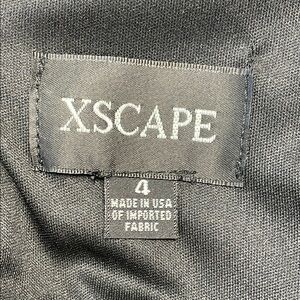 XSCAPE
4
MADE IN USA
OF IMPORTED
FABRIC